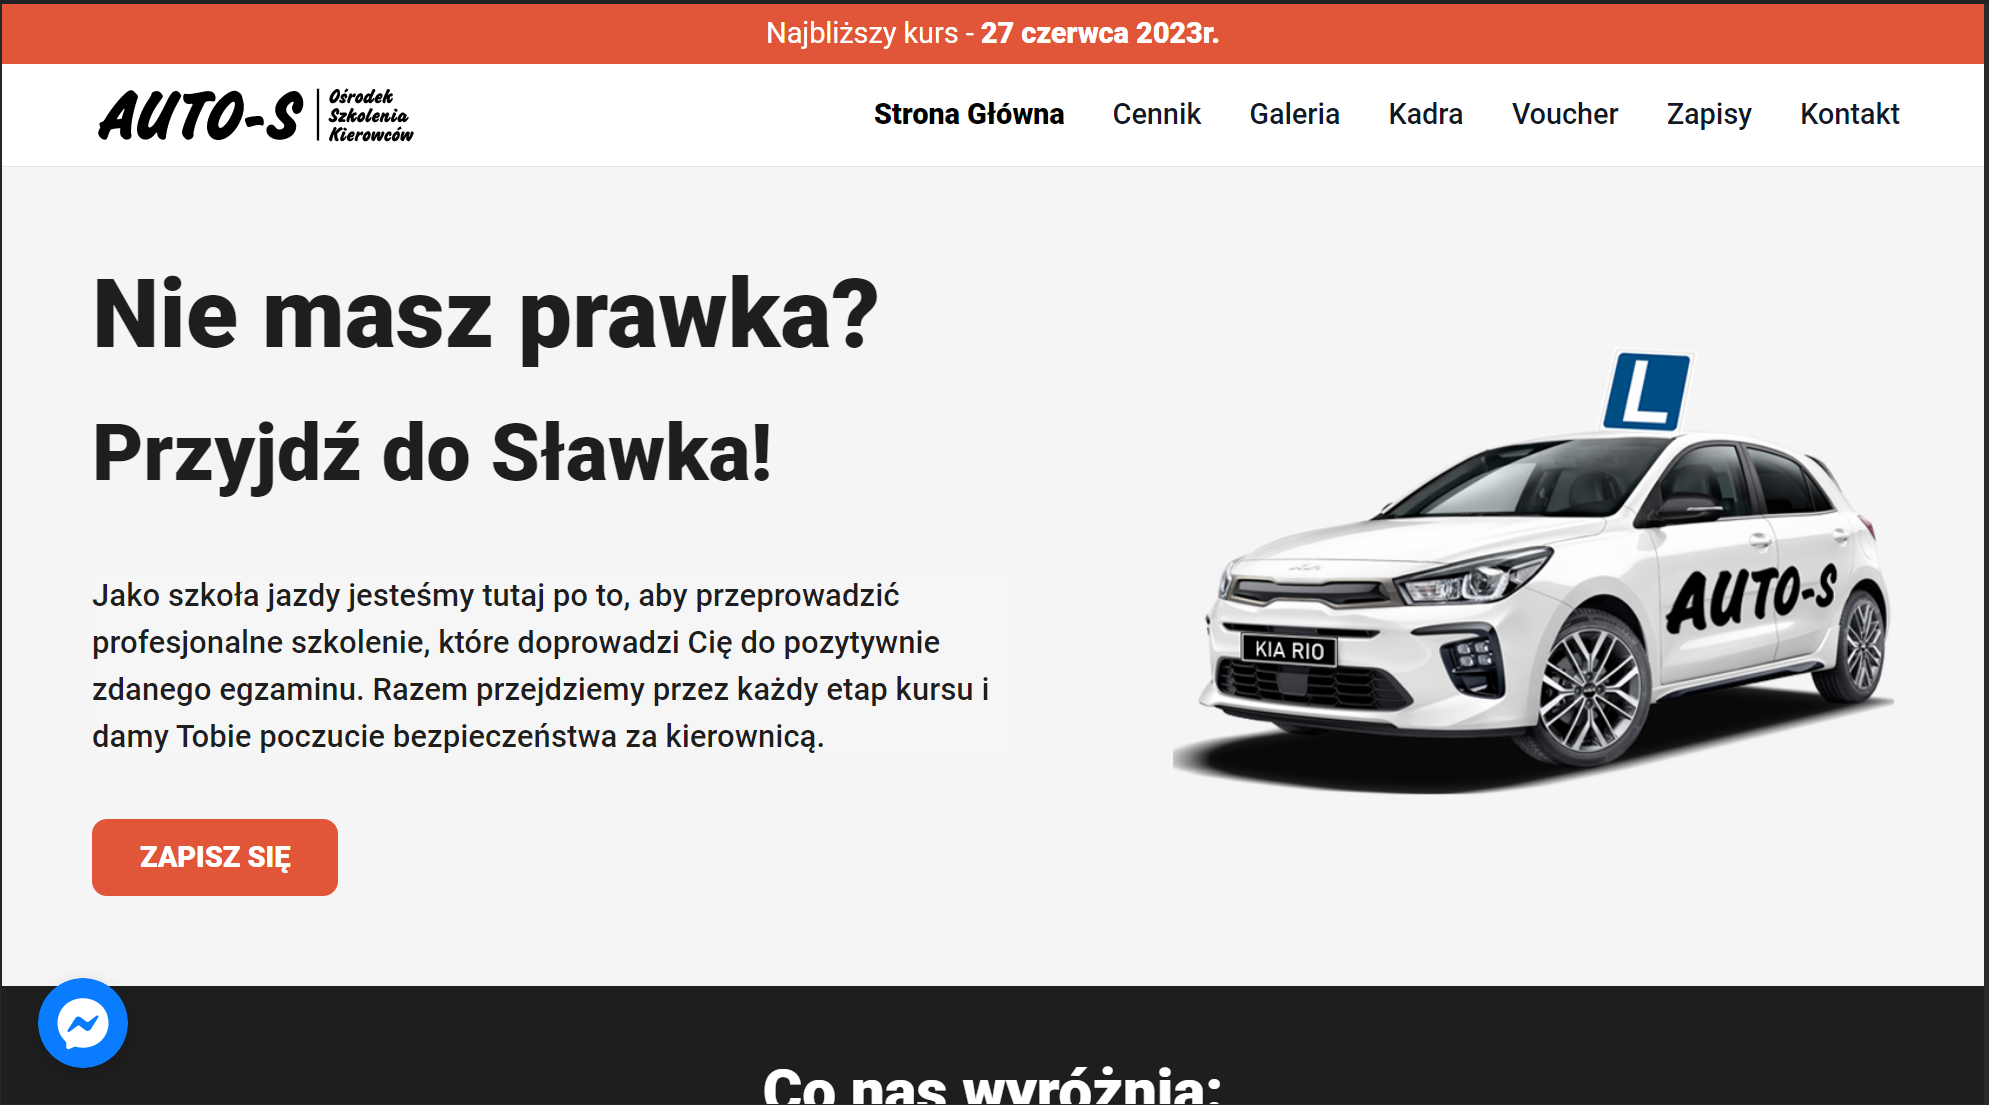 Najbliższy kurs - 27 czerwca 2023r.
AUTO-S
Ośrodek
Szkolenia
Kierowców
Strona Główna Cennik Galeria Kadra Voucher Zapisy Kontakt
Nie masz prawka?
Przyjdź do Sławka!
Jako szkoła jazdy jesteśmy tutaj po to, aby przeprowadzić
profesjonalne szkolenie, które doprowadzi Cię do pozytywnie
zdanego egzaminu. Razem przejdziemy przez każdy etap kursu i
damy Tobie poczucie bezpieczeństwa za kierownicą.
ZAPISZ SIĘ
L
AUTO-S
KIA RIO
Co nas wyróżnia: